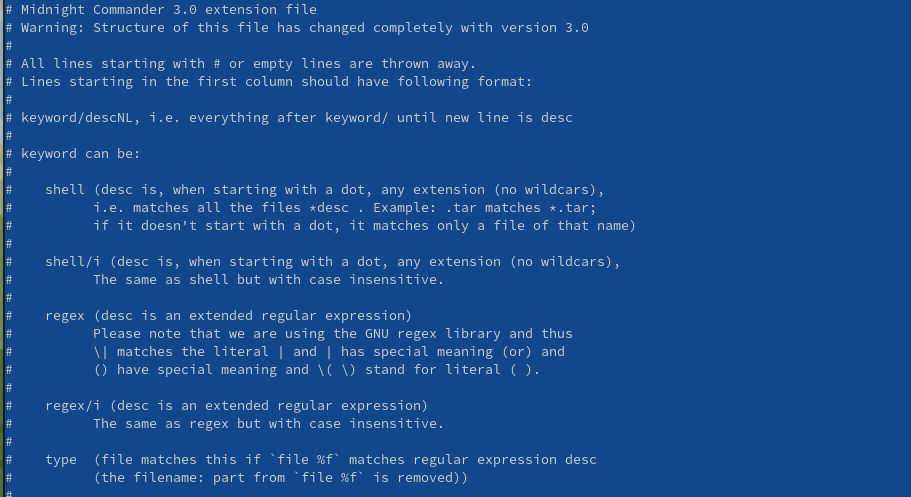 # Midnight Commander 3.0 extension file
# Warning: Structure of this file has changed completely with version 3.0
#
# All lines starting with # or empty lines are thrown away.
# Lines starting in the first column should have following format:
#
# keyword/descNL, i.e. everything after keyword/ until new line is desc
#
# keyword can be:
#
#    shell (desc is, when starting with a dot, any extension (no wildcars),
#          i.e. matches all the files *desc . Example: .tar matches *.tar;
#          if it doesn't start with a dot, it matches only a file of that name)
#
#    shell/i (desc is, when starting with a dot, any extension (no wildcars),
#          The same as shell but with case insensitive.
#
#    regex (desc is an extended regular expression)
#          Please note that we are using the GNU regex library and thus
#          \| matches the literal | and | has special meaning (or) and
#          () have special meaning and \( \) stand for literal ( ).
#
#    regex/i (desc is an extended regular expression)
#          The same as regex but with case insensitive.
#
#    type  (file matches this if `file %f` matches regular expression desc
#          (the filename: part from `file %f` is removed))
#